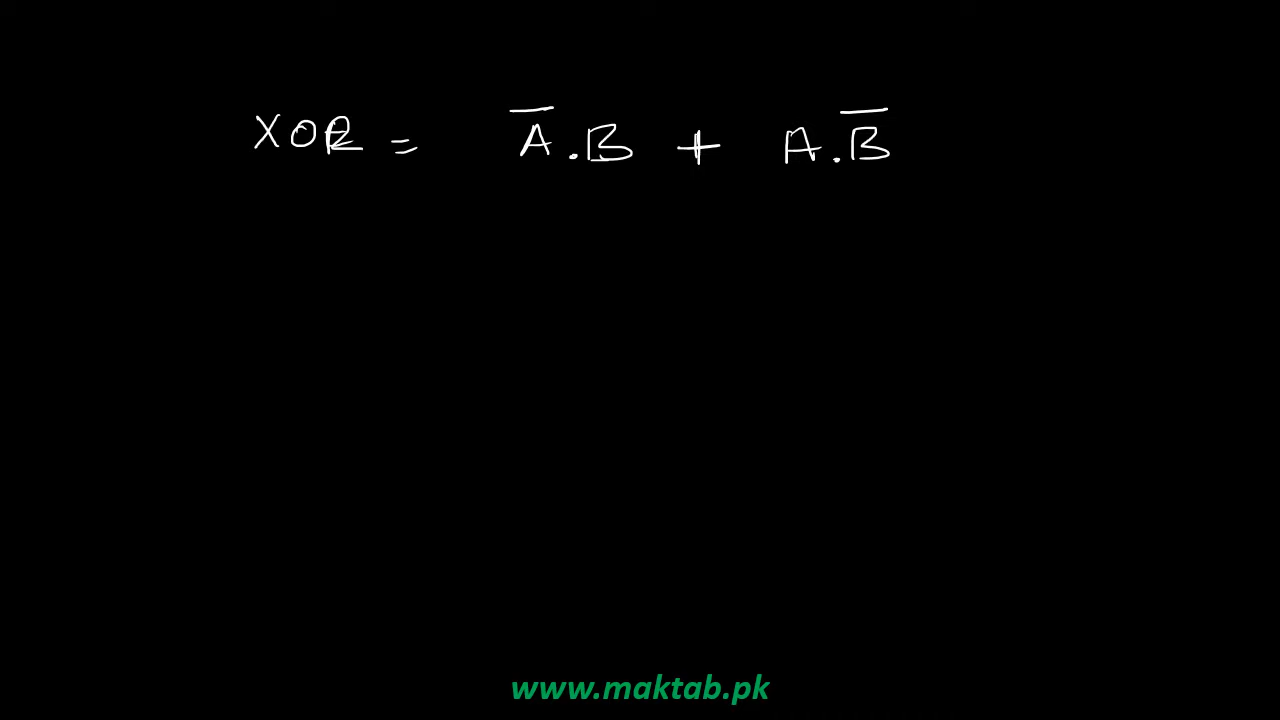 XOR = A̅.B + A.B̅
www.maktab.pk